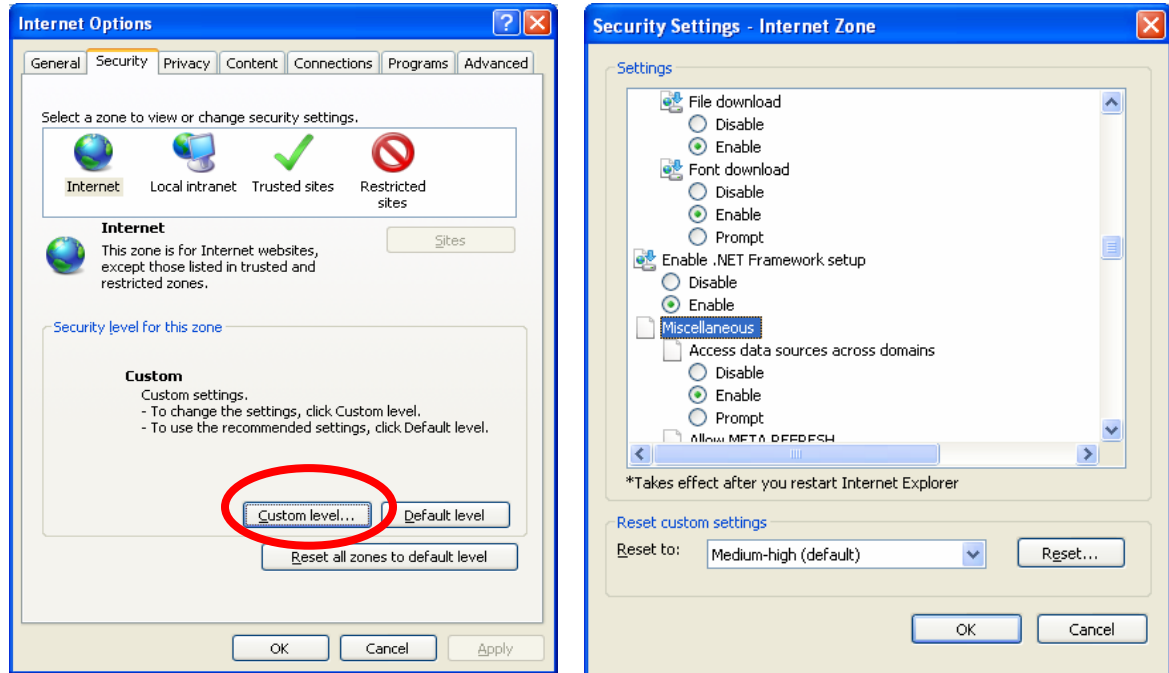 Internet Options
General Security Privacy Content Connections Programs Advanced
Select a zone to view or change security settings.
Internet Local intranet Trusted sites Restricted
sites
Internet
Sites
This zone is for Internet websites,
except those listed in trusted and
restricted zones.
Security level for this zone
Custom
Custom settings.
- To change the settings, click Custom level.
- To use the recommended settings, click Default level.
Custom level... Default level
Reset all zones to default level
OK Cancel Apply
Security Settings - Internet Zone
Settings
File download
Disable
Enable
Font download
Disable
Enable
Prompt
Enable .NET Framework setup
Disable
Enable
Miscellaneous
Access data sources across domains
Disable
Enable
Prompt
Allow META REFRESH
*Takes effect after you restart Internet Explorer
Reset custom settings
Reset to: Medium-high (default) Reset...
OK Cancel